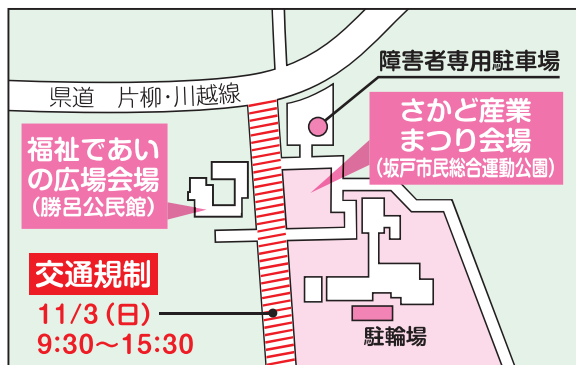 障害者専用駐車場
県道 片柳・川越線
さかど産業
まつり会場
(坂戸市民総合運動公園)
福祉であい
の広場会場
(勝呂公民館)
交通規制
11/3(日)
9:30〜15:30
駐輪場